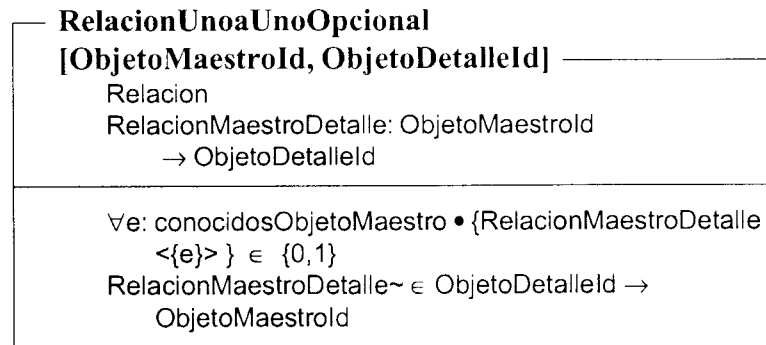 RelacionUnoaUnoOpcional
[ObjetoMaestroId, ObjetoDetalleId]
Relacion
RelacionMaestroDetalle: ObjetoMaestroId
→ ObjetoDetalleId
∀e: conocidosObjetoMaestro • {RelacionMaestroDetalle
<{e}> } ∈ {0,1}
RelacionMaestroDetalle~ ∈ ObjetoDetalleId →
ObjetoMaestroId